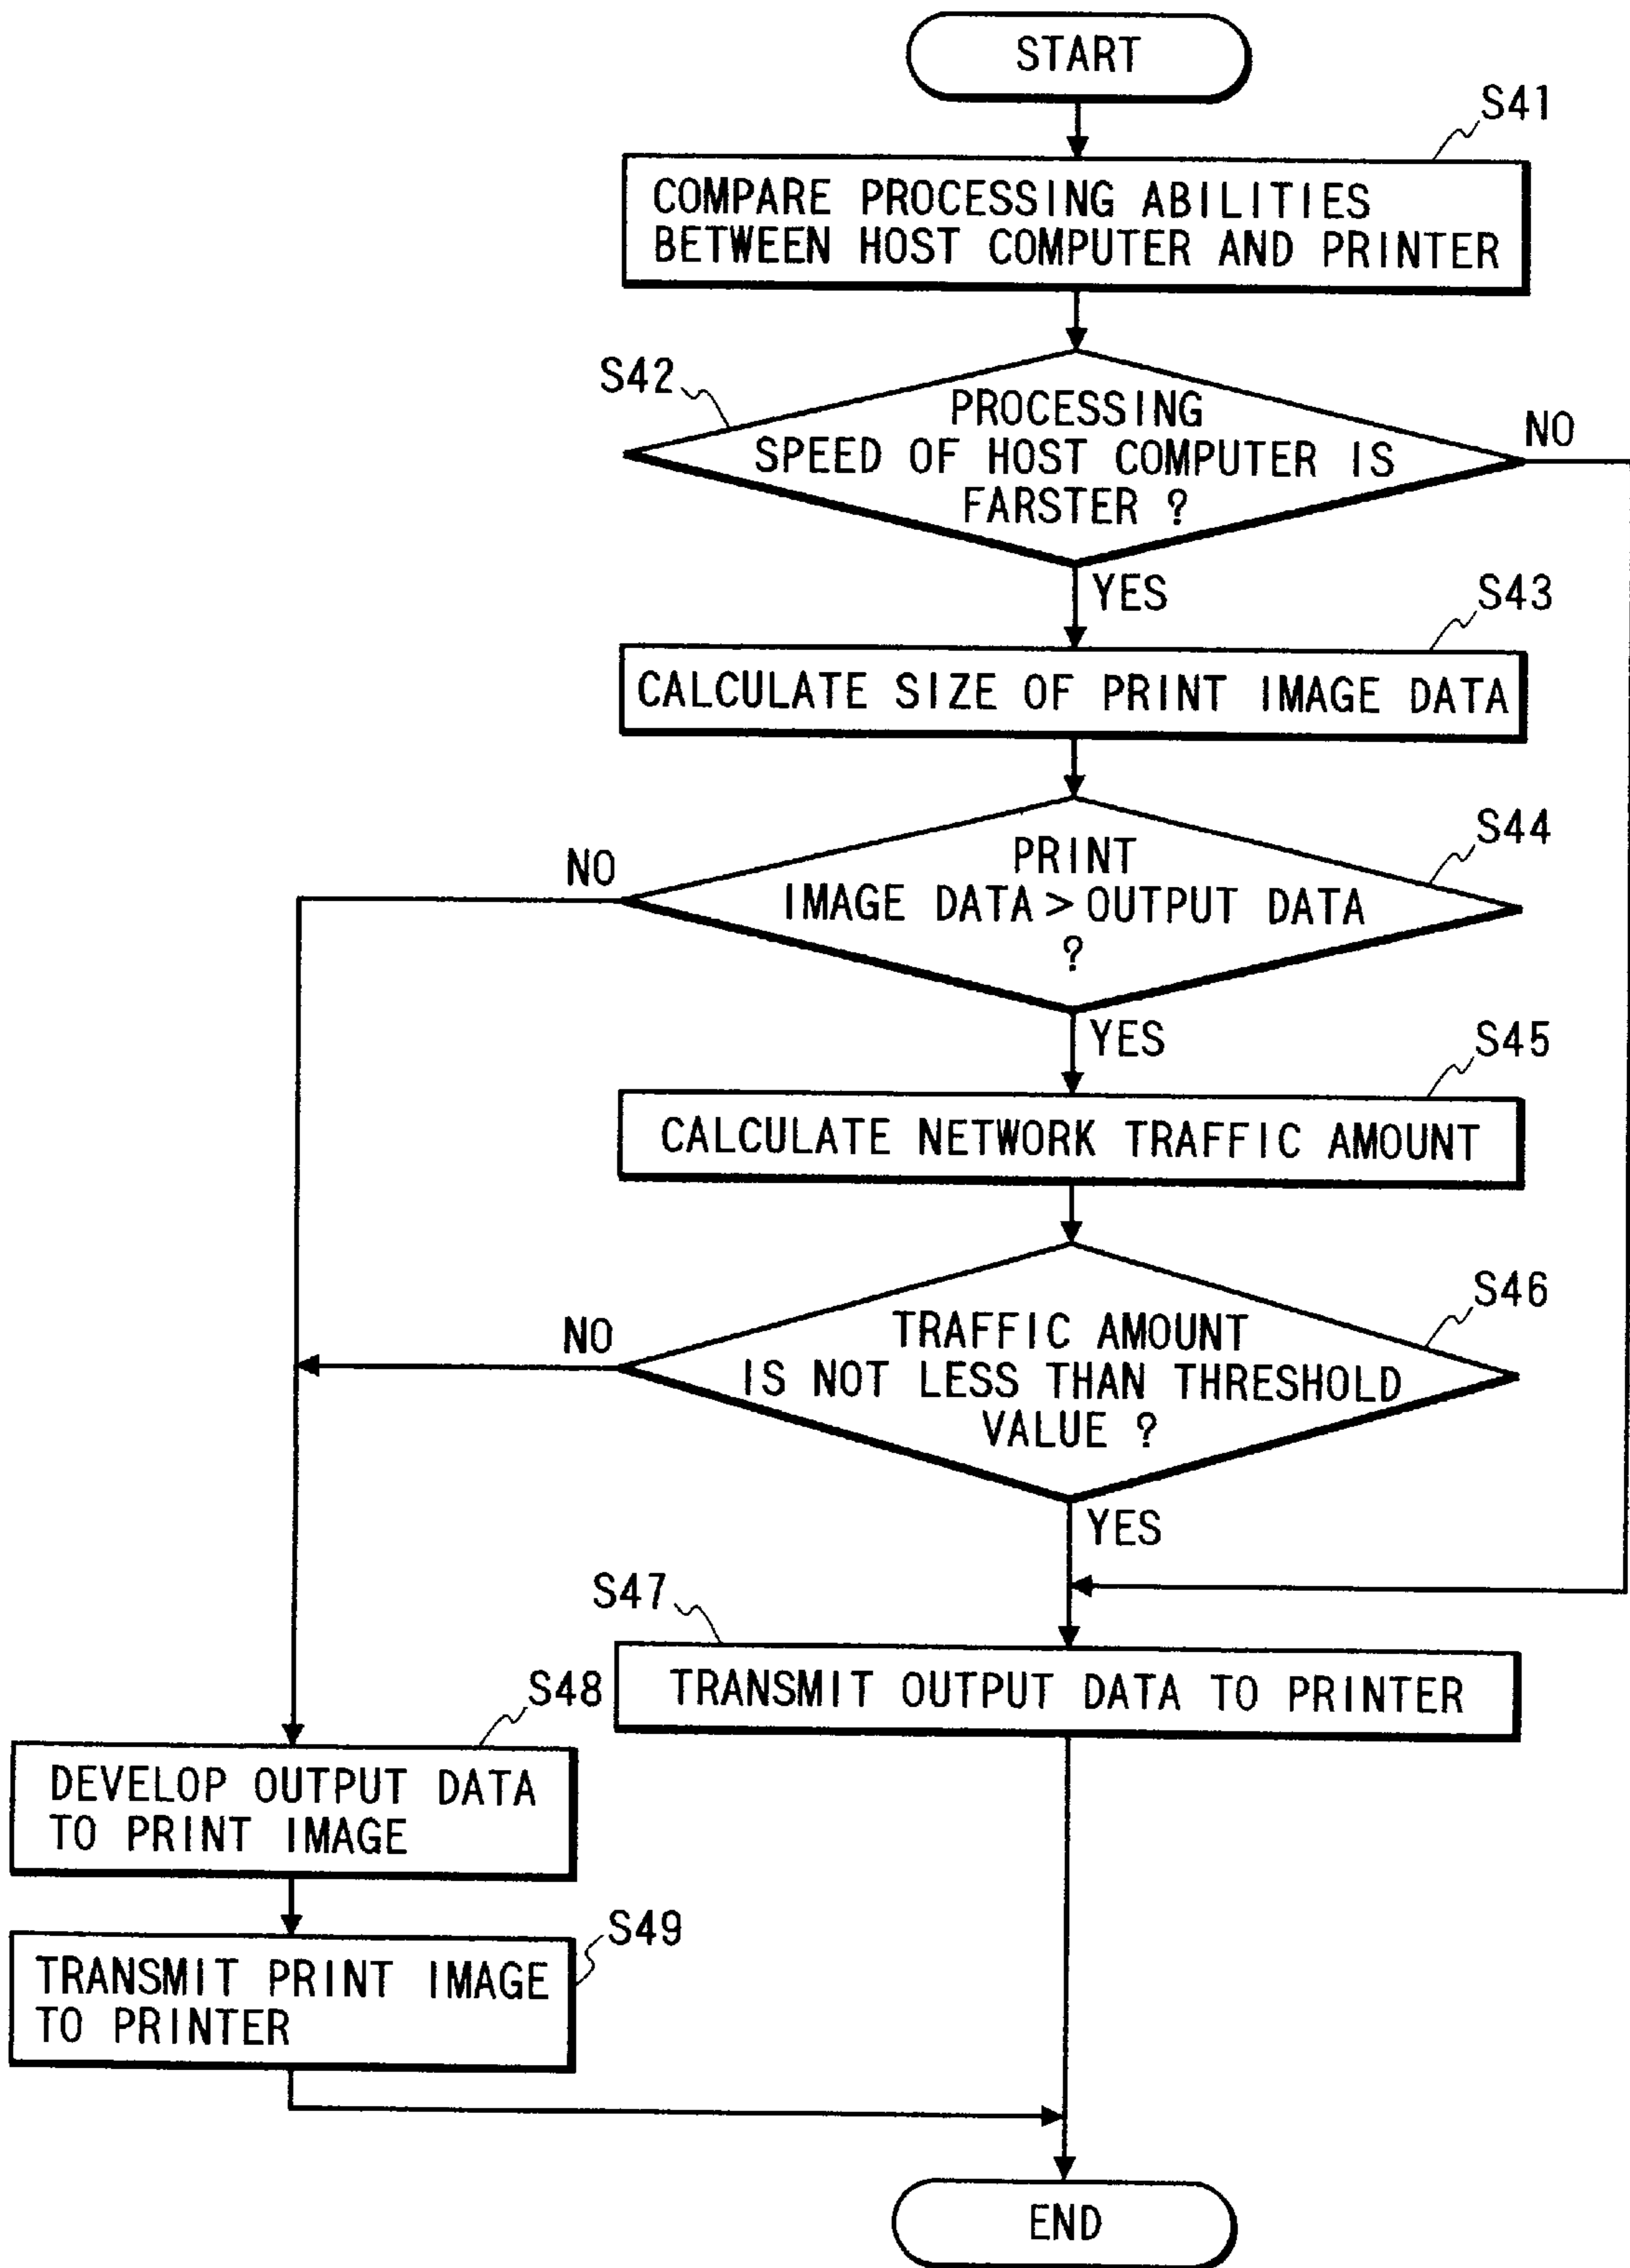 START
S41
COMPARE PROCESSING ABILITIES
BETWEEN HOST COMPUTER AND PRINTER
S42
PROCESSING
SPEED OF HOST COMPUTER IS
FARSTER ?
NO
YES
S43
CALCULATE SIZE OF PRINT IMAGE DATA
S44
PRINT
IMAGE DATA > OUTPUT DATA
?
NO
YES
S45
CALCULATE NETWORK TRAFFIC AMOUNT
S46
TRAFFIC AMOUNT
IS NOT LESS THAN THRESHOLD
VALUE ?
NO
YES
S47
TRANSMIT OUTPUT DATA TO PRINTER
S48
DEVELOP OUTPUT DATA
TO PRINT IMAGE
S49
TRANSMIT PRINT IMAGE
TO PRINTER
END